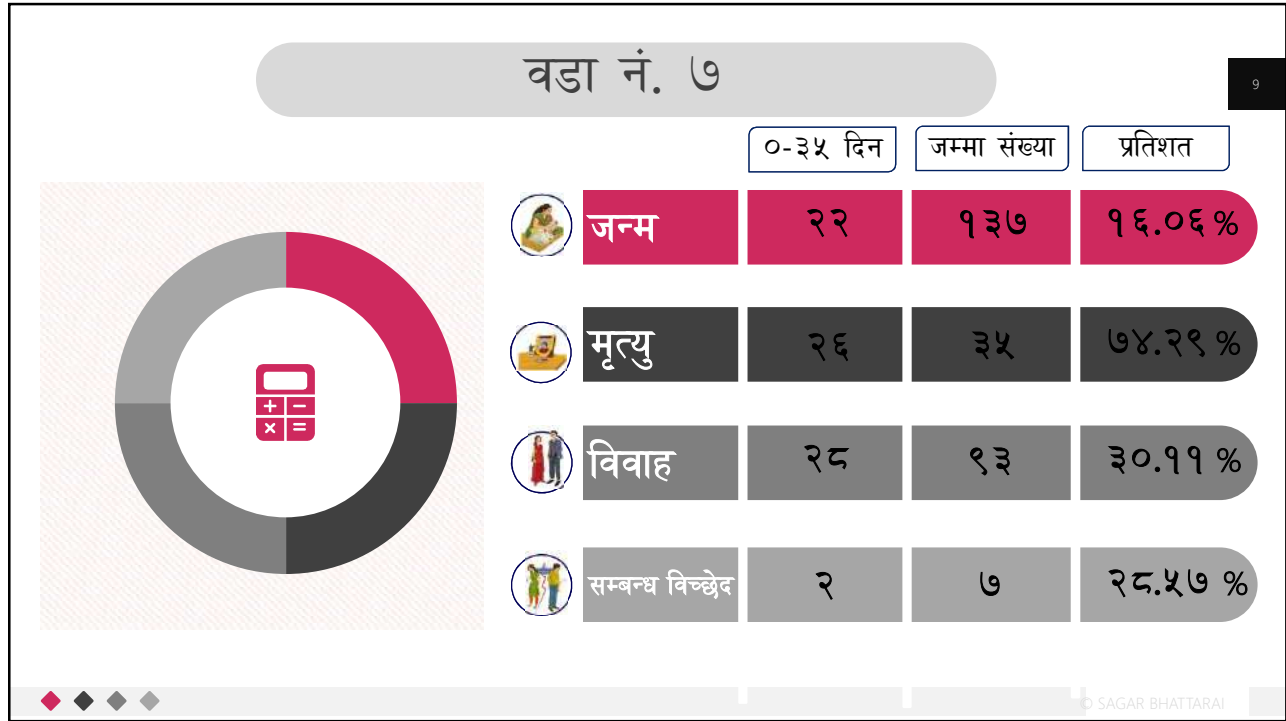 वडा नं. ७
9
०-३५ दिन जम्मा संख्या प्रतिशत
जन्म २२ १३७ १६.०६%
मृत्यु २६ ३५ ७४.२९ %
विवाह २८ ९३ ३०.११ %
सम्बन्ध विच्छेद २ ७ २८.५७ %
© SAGAR BHATTARAI